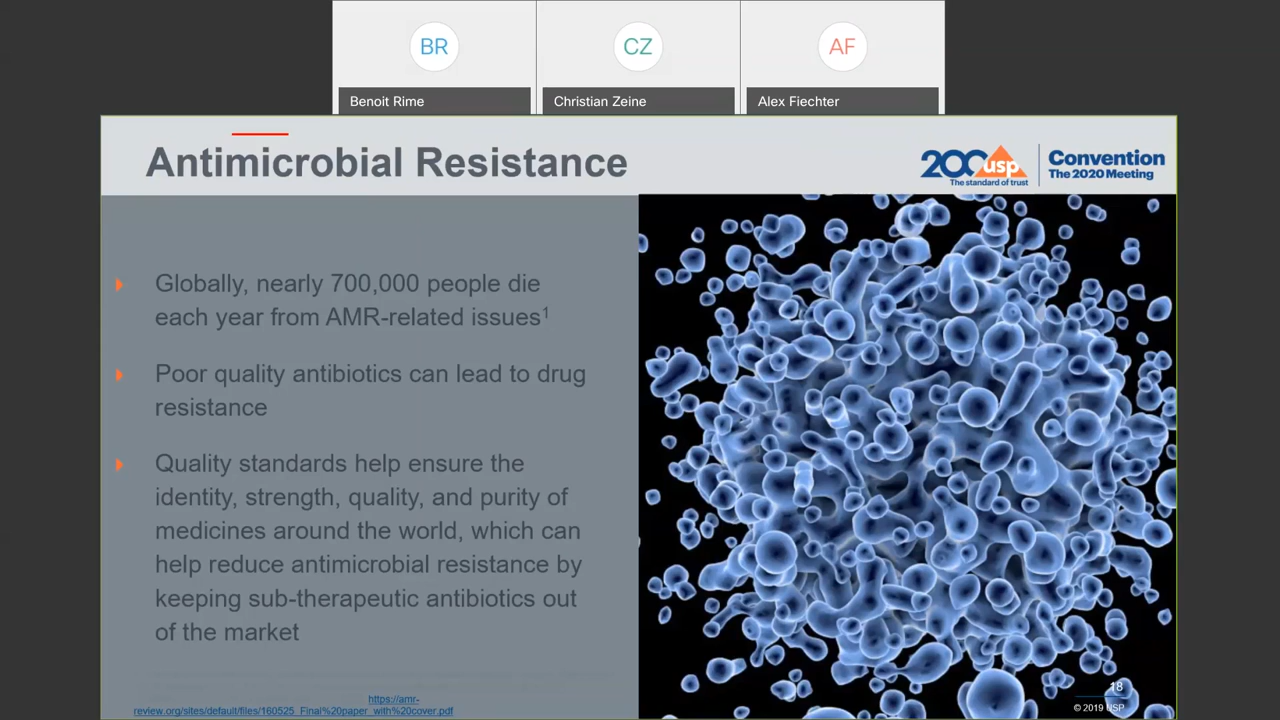 BR
CZ
AF
Benoit Rime
Christian Zeine
Alex Fiechter
Antimicrobial Resistance
200 usp
The standard of trust
Convention
The 2020 Meeting
Globally, nearly 700,000 people die
each year from AMR-related issues¹
Poor quality antibiotics can lead to drug
resistance
Quality standards help ensure the
identity, strength, quality, and purity of
medicines around the world, which can
help reduce antimicrobial resistance by
keeping sub-therapeutic antibiotics out
of the market
https://amr-
review.org/sites/default/files/160525_Final%20paper_with%20cover.pdf
18
© 2019 USP